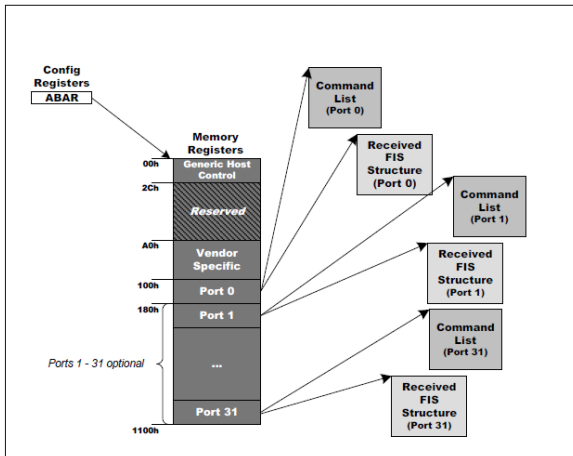 Config
Registers
ABAR
Memory
Registers
00h
Generic Host
Control
2Ch
Reserved
A0h
Vendor
Specific
100h
Port 0
180h
Port 1
Ports 1 - 31 optional
...
Port 31
1100h
Command
List
(Port 0)
Received
FIS
Structure
(Port 0)
Command
List
(Port 1)
Received
FIS
Structure
(Port 1)
Command
List
(Port 31)
Received
FIS
Structure
(Port 31)